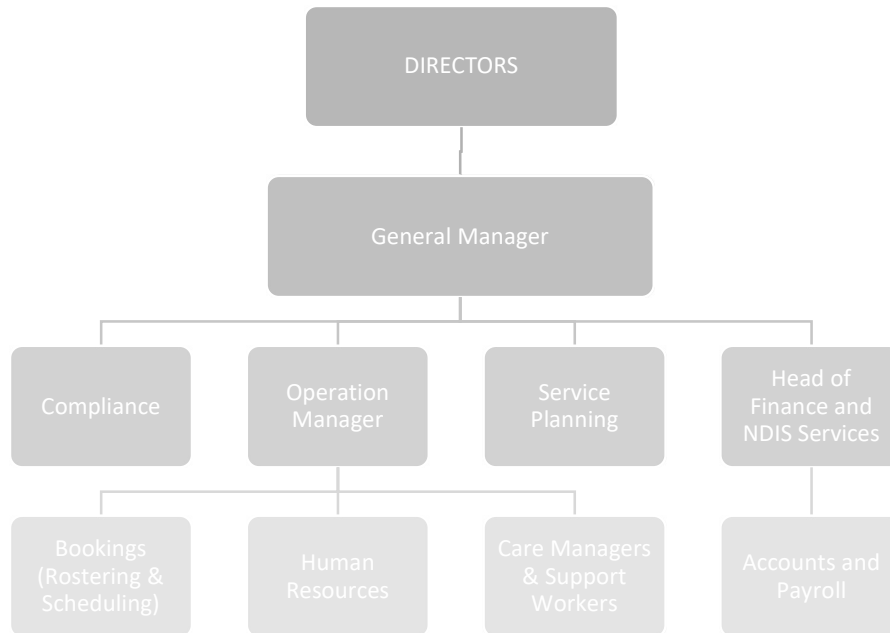 DIRECTORS
General Manager
Compliance
Operation
Manager
Service
Planning
Head of
Finance and
NDIS Services
Bookings
(Rostering &
Scheduling)
Human
Resources
Care Managers
& Support
Workers
Accounts and
Payroll